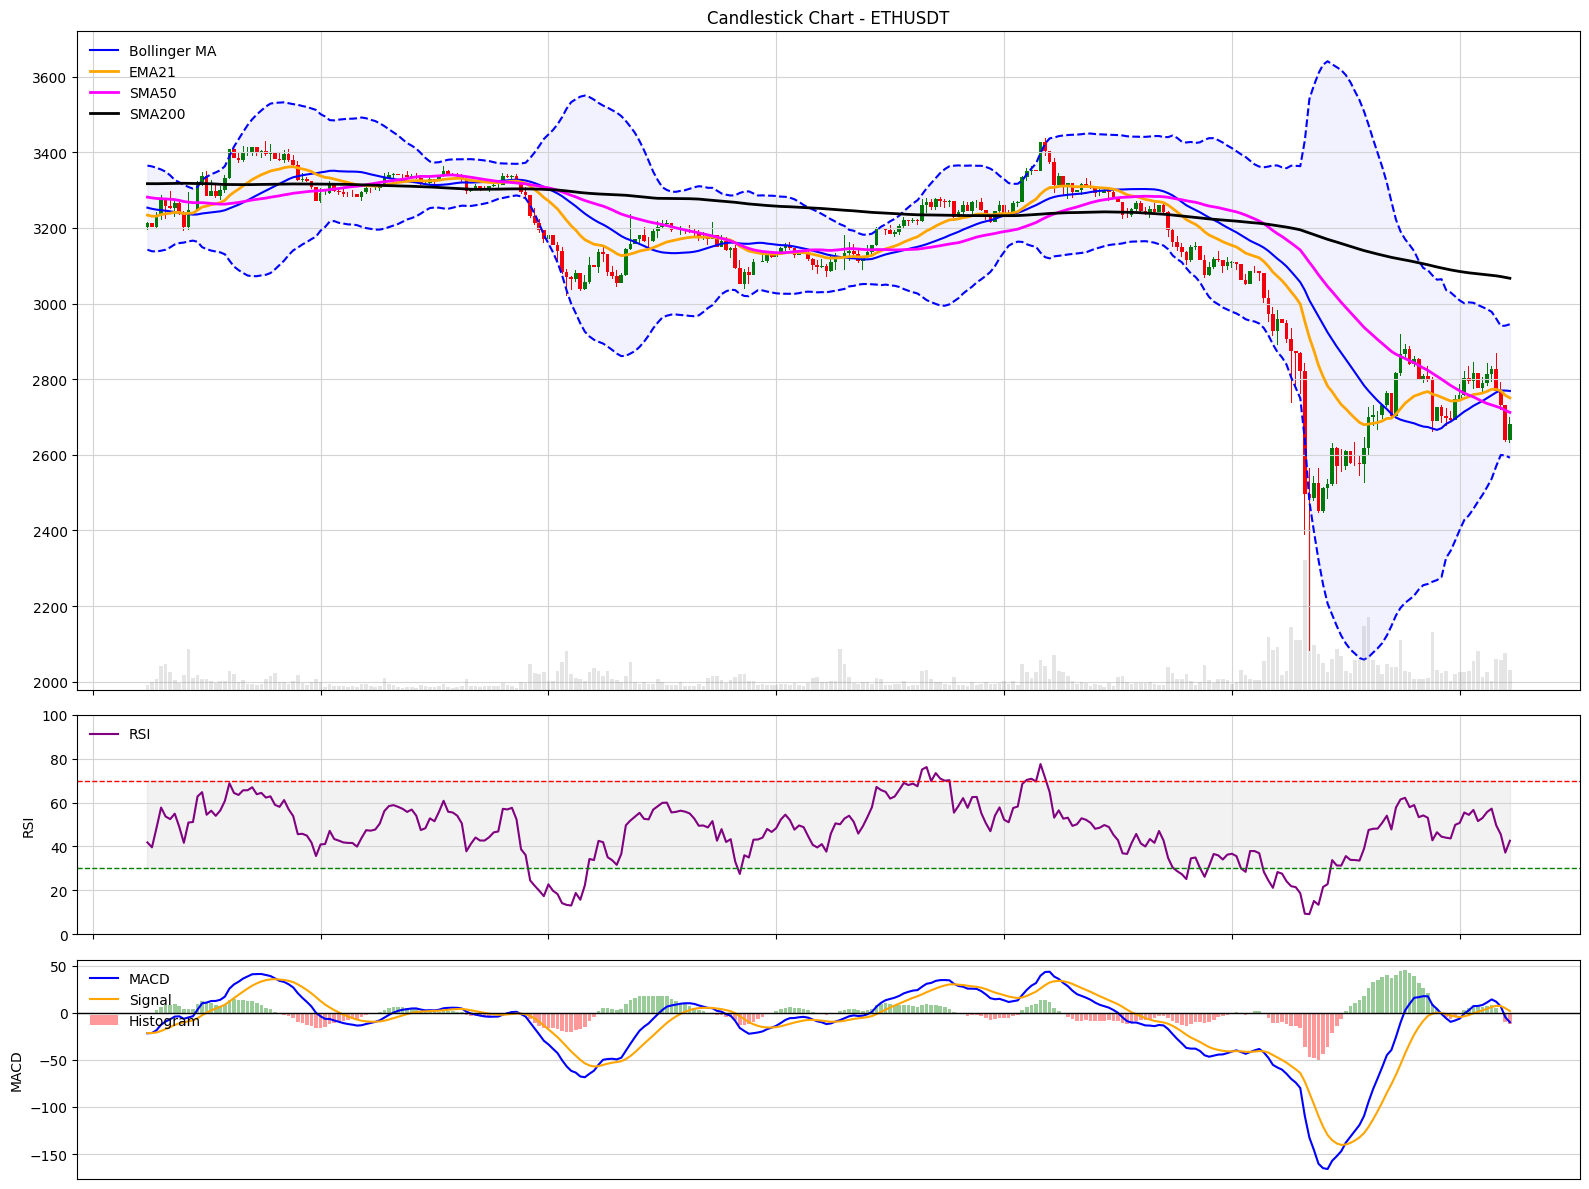 Candlestick Chart - ETHUSDT
Bollinger MA
EMA21
SMA50
SMA200
3600
3400
3200
3000
2800
2600
2400
2200
2000
RSI
RSI
100
80
60
40
20
0
MACD
Signal
Histogram
MACD
50
0
−50
−100
−150